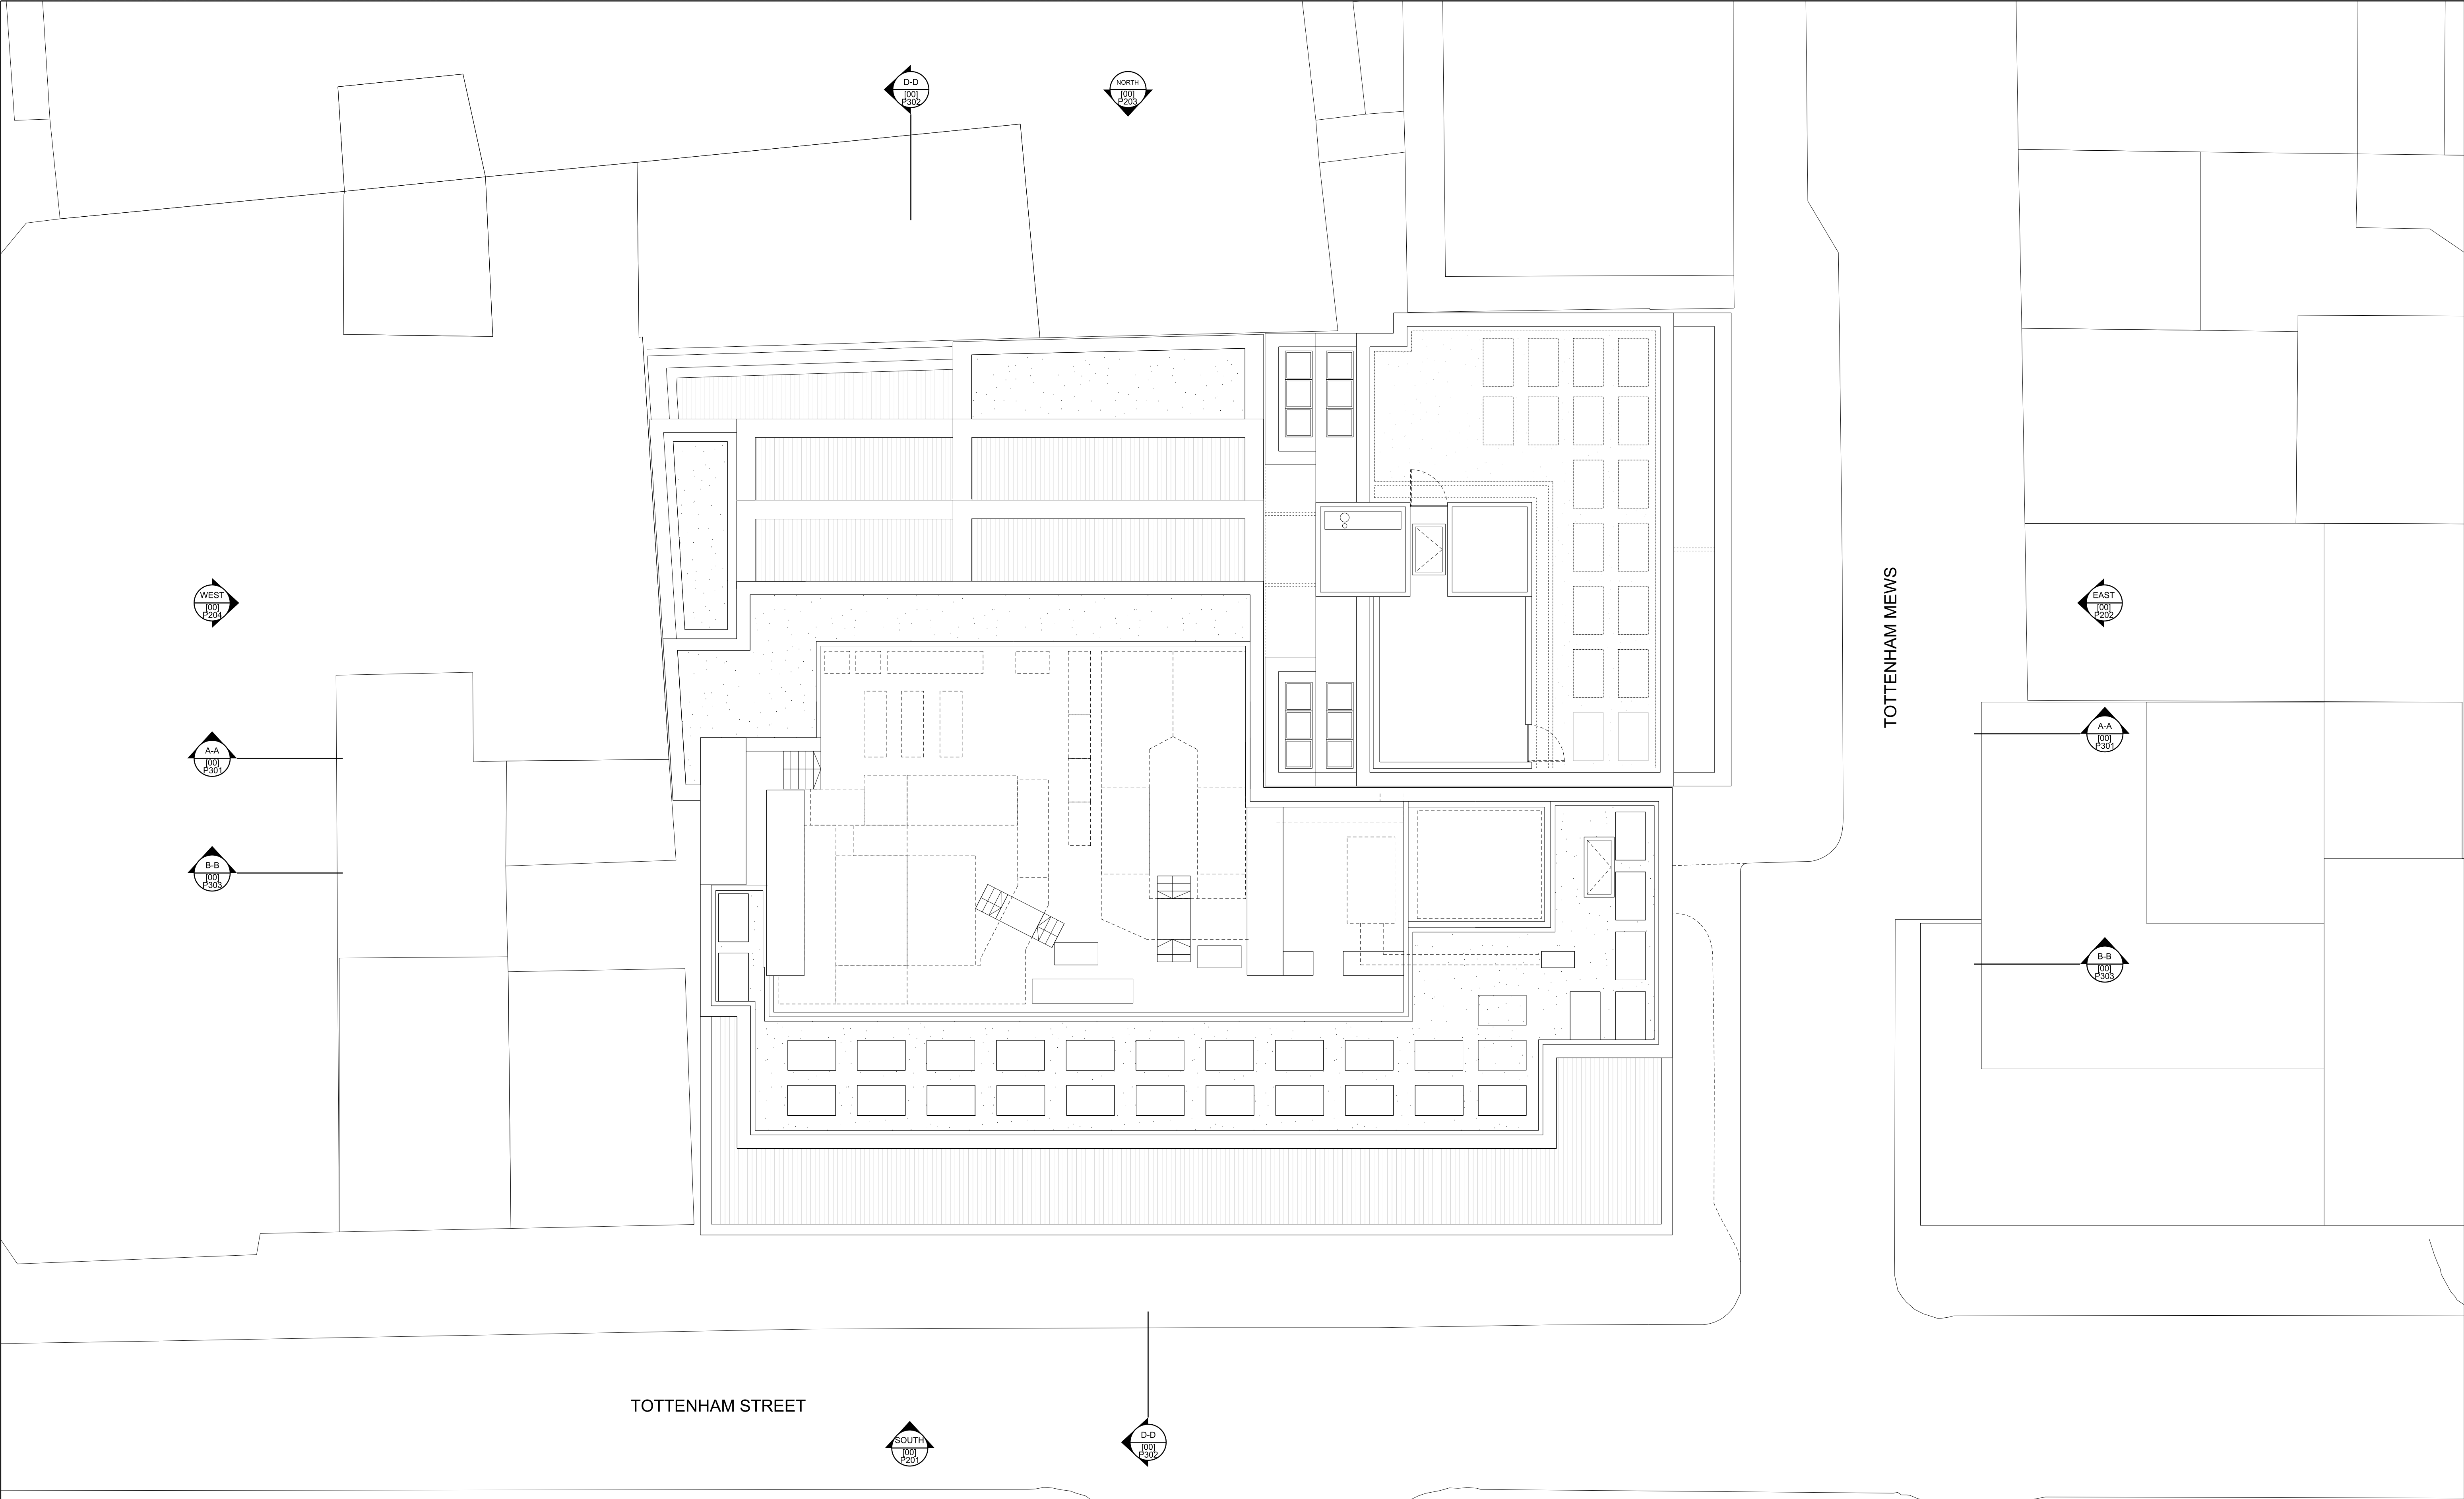 D-D
[00]
P302
NORTH
[00]
P203
WEST
[00]
P204
EAST
[00]
P202
TOTTENHAM MEWS
A-A
[00]
P301
A-A
[00]
P301
B-B
[00]
P303
B-B
[00]
P303
TOTTENHAM STREET
SOUTH
[00]
P201
D-D
[00]
P302